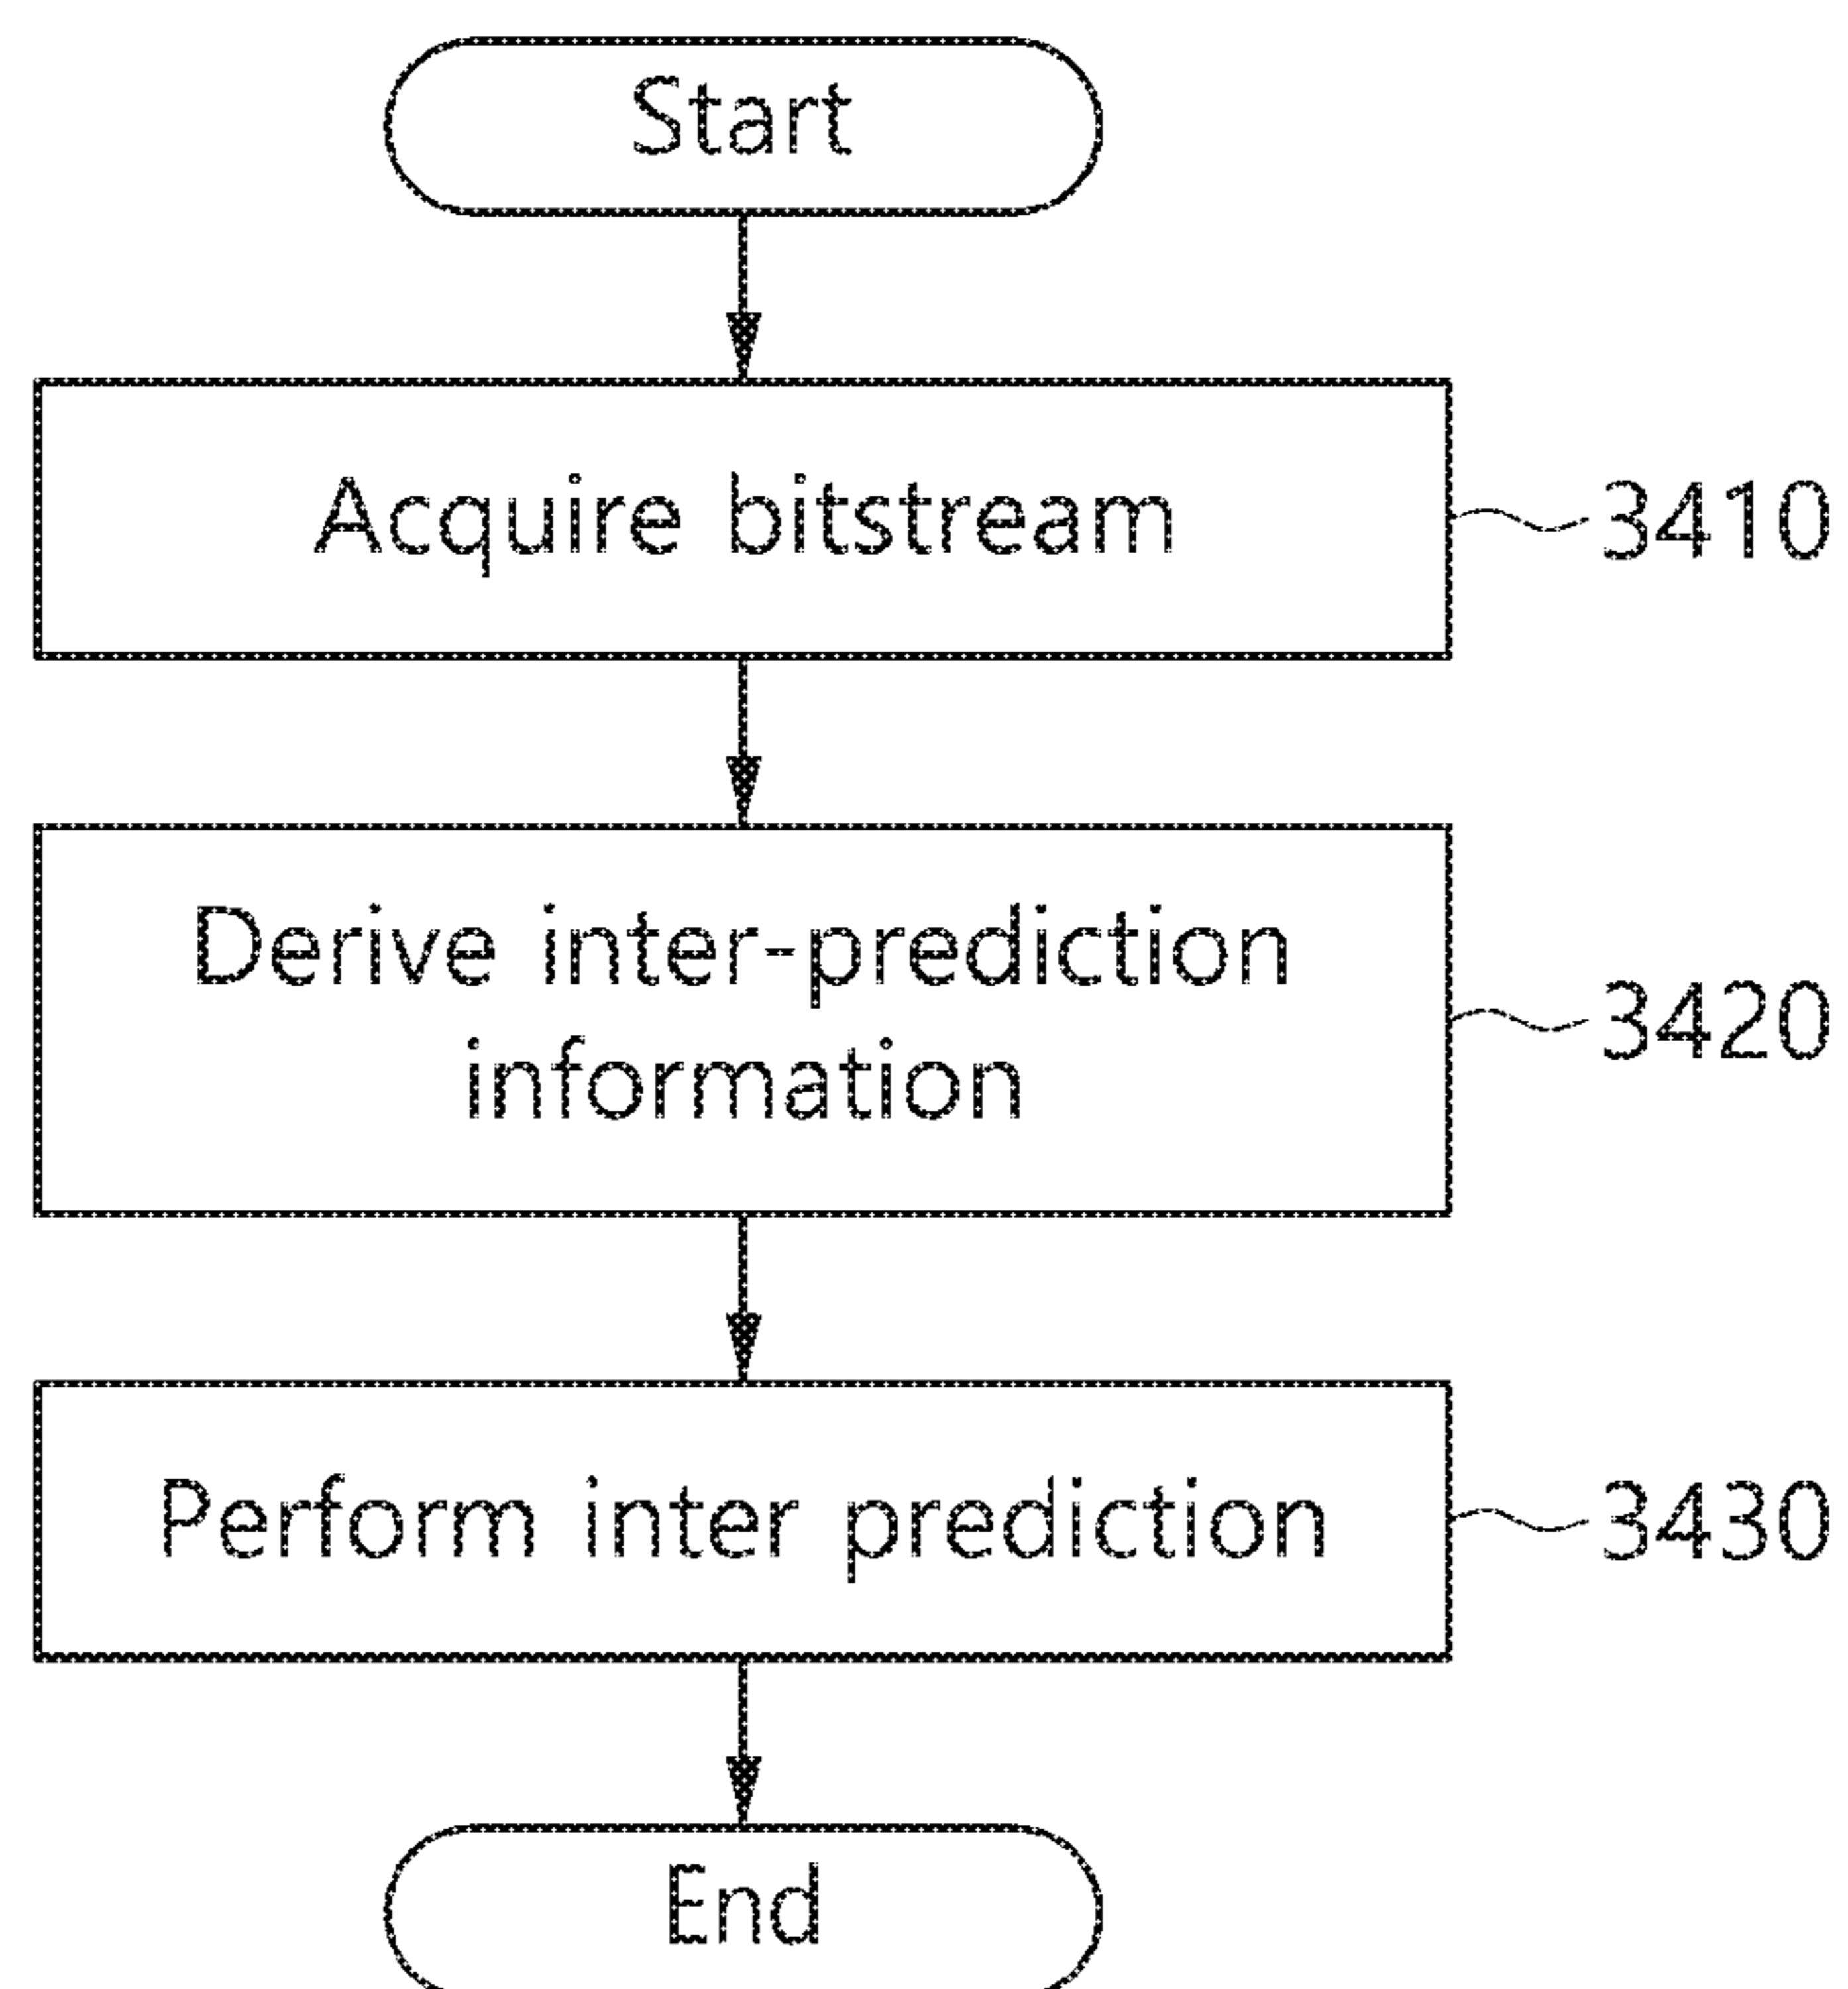 Start
Acquire bitstream
3410
Derive inter-prediction
information
3420
Perform inter prediction
3430
End